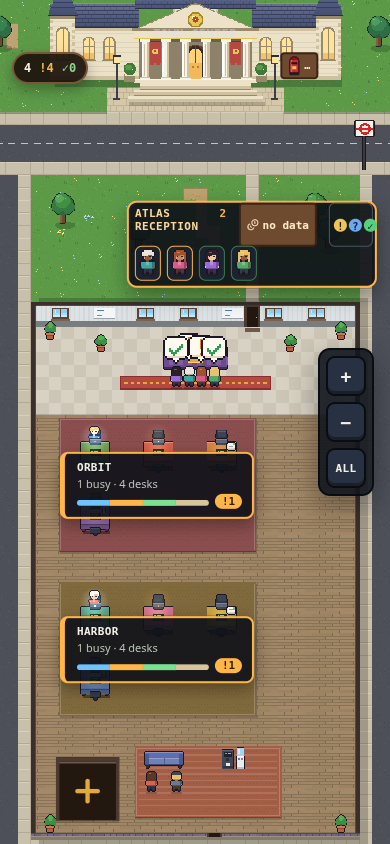 4 !4 ✓0
...
ATLAS 2
RECEPTION
no data
! ? ✓
+
−
ALL
ORBIT
1 busy · 4 desks
!1
HARBOR
1 busy · 4 desks
!1
+